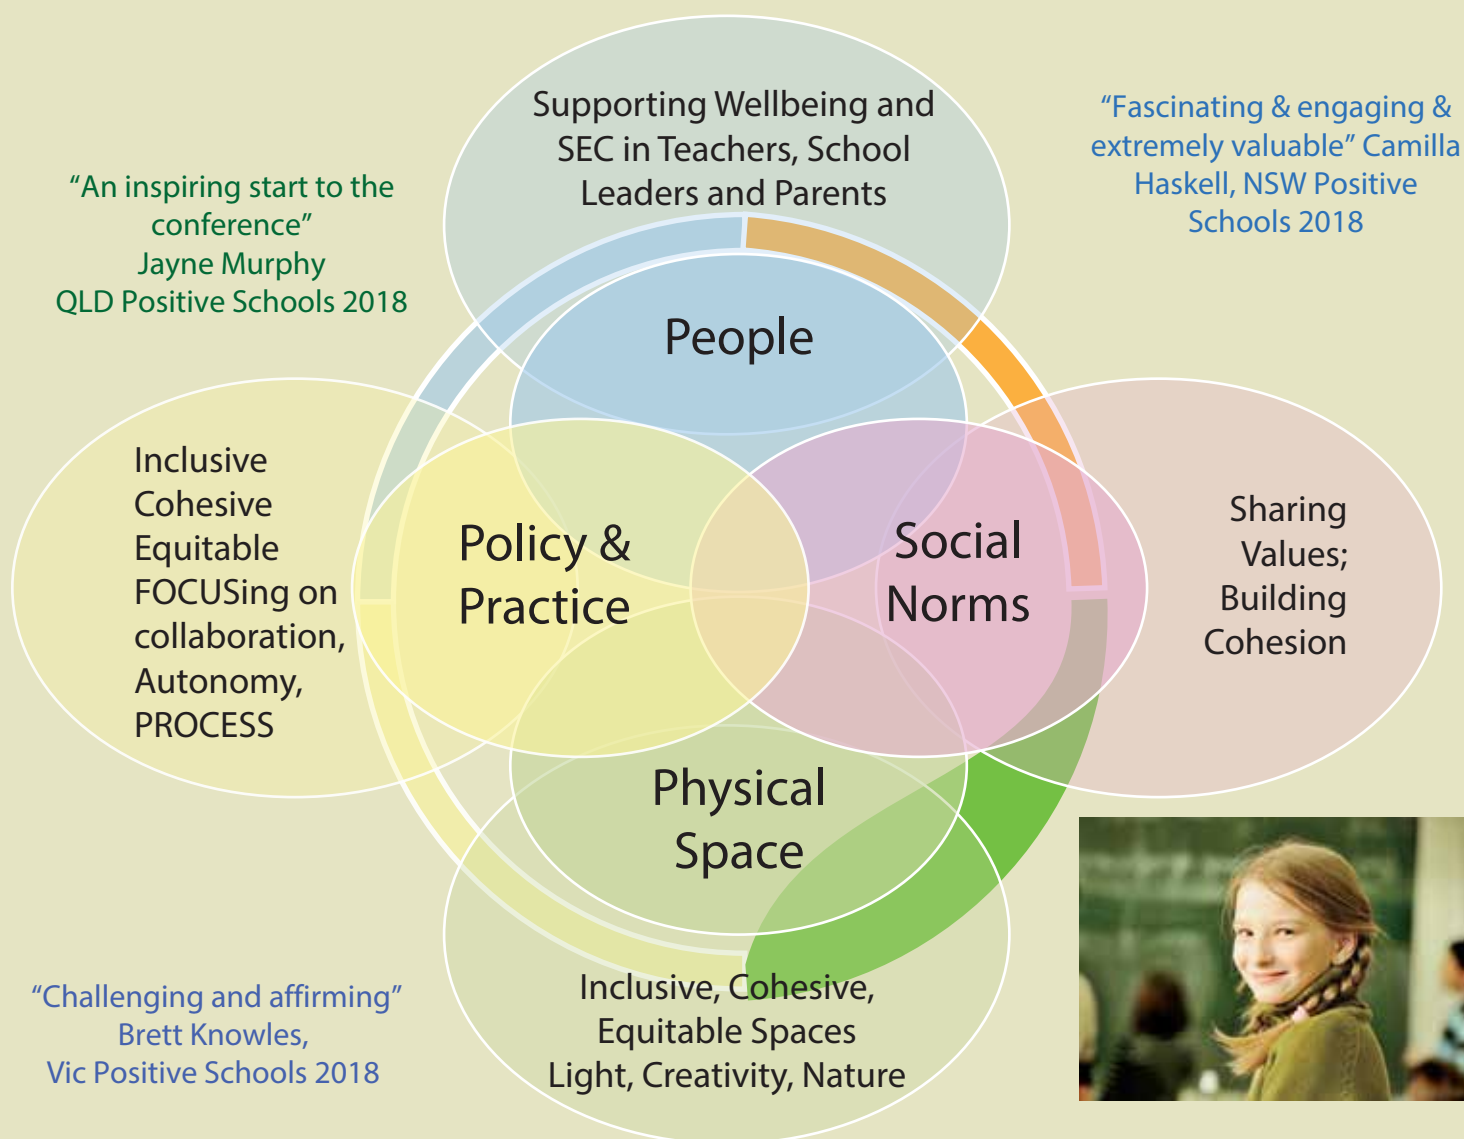 Supporting Wellbeing and
SEC in Teachers, School
Leaders and Parents
“Fascinating & engaging &
extremely valuable” Camilla
Haskell, NSW Positive
Schools 2018
“An inspiring start to the
conference”
Jayne Murphy
QLD Positive Schools 2018
People
Inclusive
Cohesive
Equitable
FOCUSing on
collaboration,
Autonomy,
PROCESS
Policy &
Practice
Social
Norms
Sharing
Values;
Building
Cohesion
Physical
Space
“Challenging and affirming”
Brett Knowles,
Vic Positive Schools 2018
Inclusive, Cohesive,
Equitable Spaces
Light, Creativity, Nature